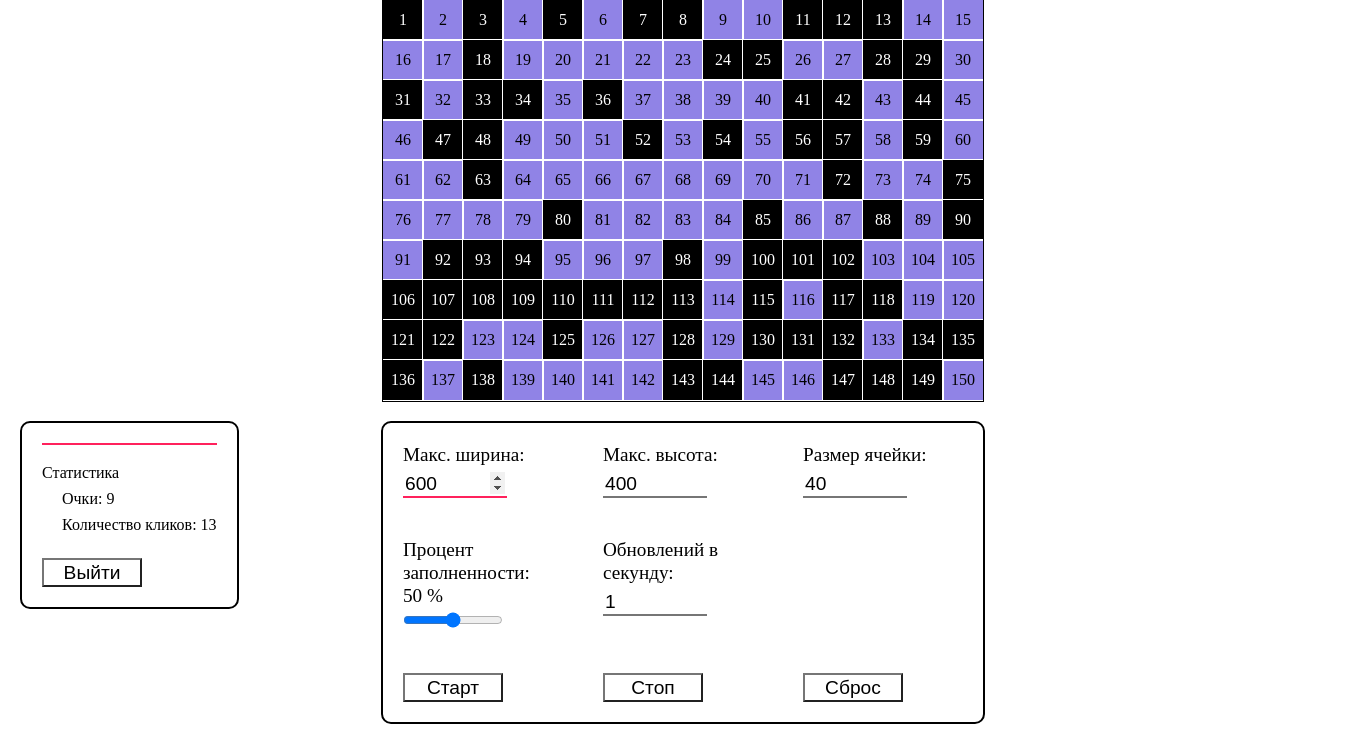 1 2 3 4 5 6 7 8 9 10 11 12 13 14 15
16 17 18 19 20 21 22 23 24 25 26 27 28 29 30
31 32 33 34 35 36 37 38 39 40 41 42 43 44 45
46 47 48 49 50 51 52 53 54 55 56 57 58 59 60
61 62 63 64 65 66 67 68 69 70 71 72 73 74 75
76 77 78 79 80 81 82 83 84 85 86 87 88 89 90
91 92 93 94 95 96 97 98 99 100 101 102 103 104 105
106 107 108 109 110 111 112 113 114 115 116 117 118 119 120
121 122 123 124 125 126 127 128 129 130 131 132 133 134 135
136 137 138 139 140 141 142 143 144 145 146 147 148 149 150
Статистика
Очки: 9
Количество кликов: 13
Выйти
Макс. ширина: Макс. высота: Размер ячейки:
600 400 40
Процент Обновлений в
заполненности: секунду:
50 % 1
Старт Стоп Сброс